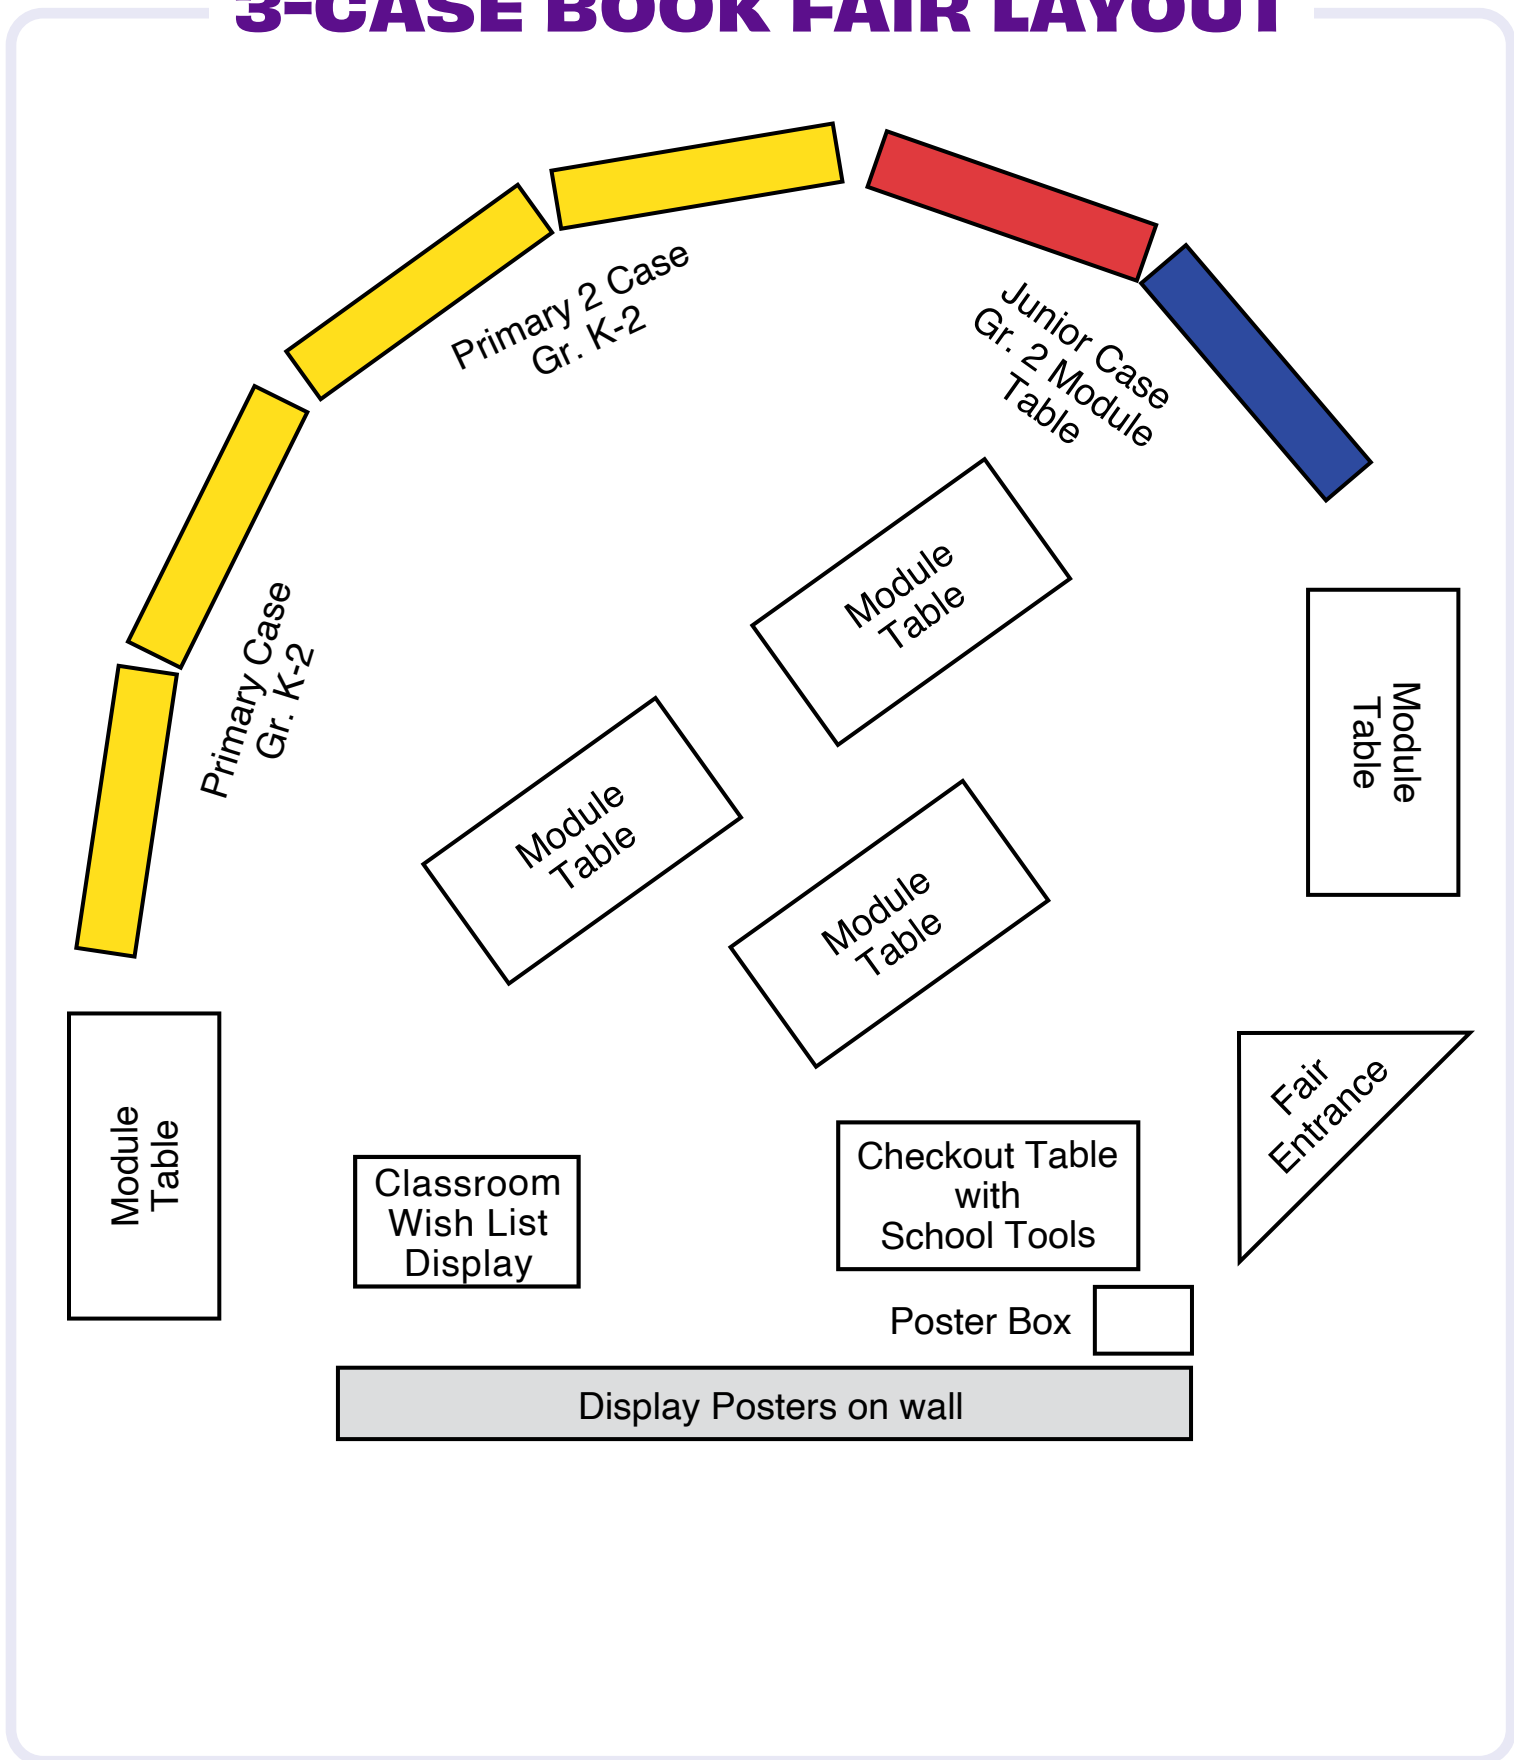 3-CASE BOOK FAIR LAYOUT
Primary 2 Case
Gr. K-2
Junior Case
Gr. 2 Module
Table
Primary Case
Gr. K-2
Module
Table
Module
Table
Module
Table
Module
Table
Module
Table
Fair
Entrance
Classroom
Wish List
Display
Checkout Table
with
School Tools
Poster Box
Display Posters on wall